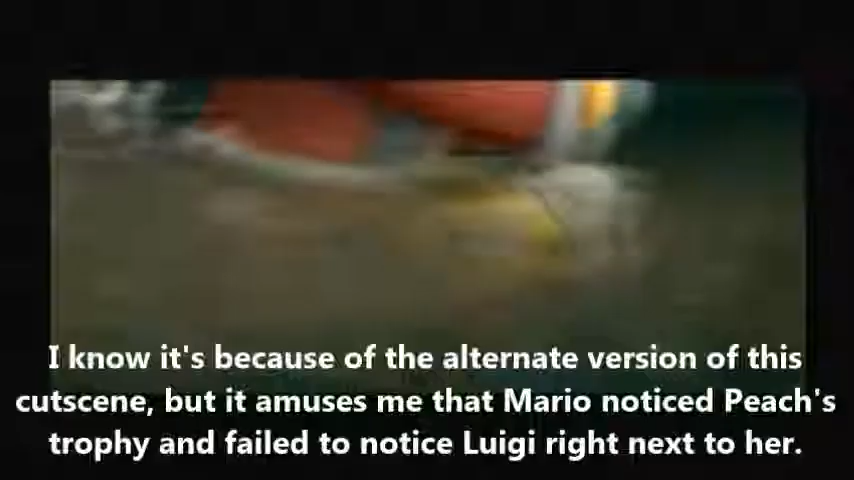 I know it's because of the alternate version of this
cutscene, but it amuses me that Mario noticed Peach's
trophy and failed to notice Luigi right next to her.